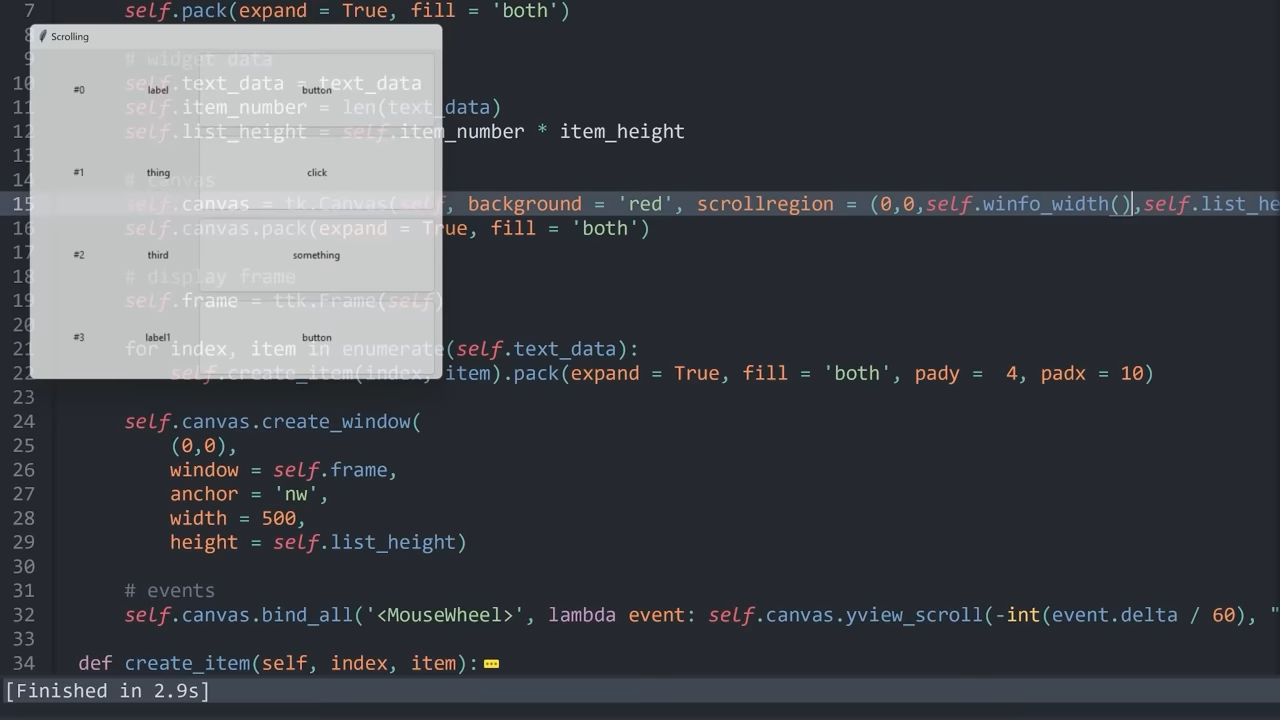 7 self.pack(expand = True, fill = 'both')
8
Scrolling
9 # widget data
10 self.text_data = text_data
#0 label button
11 self.item_number = len(text_data)
12 self.list_height = self.item_number * item_height
13
#1 thing click
14 # canvas
15 self.canvas = tk.Canvas(self, background = 'red', scrollregion = (0,0,self.winfo_width(),self.list_he
16 self.canvas.pack(expand = True, fill = 'both')
17
#2 third something
18 # display frame
19 self.frame = ttk.Frame(self)
20
#3 label1 button
21 for index, item in enumerate(self.text_data):
22 self.create_item(index, item).pack(expand = True, fill = 'both', pady =  4, padx = 10)
23
24 self.canvas.create_window(
25 (0,0),
26 window = self.frame,
27 anchor = 'nw',
28 width = 500,
29 height = self.list_height)
30
31 # events
32 self.canvas.bind_all('<MouseWheel>', lambda event: self.canvas.yview_scroll(-int(event.delta / 60), "
33
34 def create_item(self, index, item):
[Finished in 2.9s]